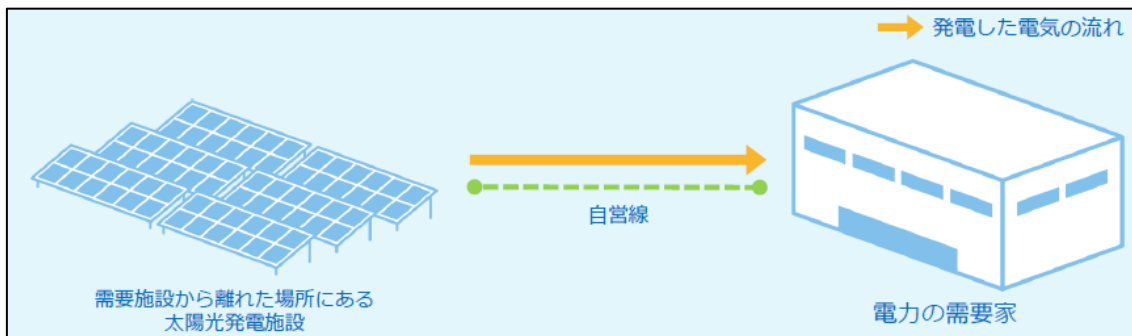 発電した電気の流れ
自営線
需要施設から離れた場所にある
太陽光発電施設
電力の需要家